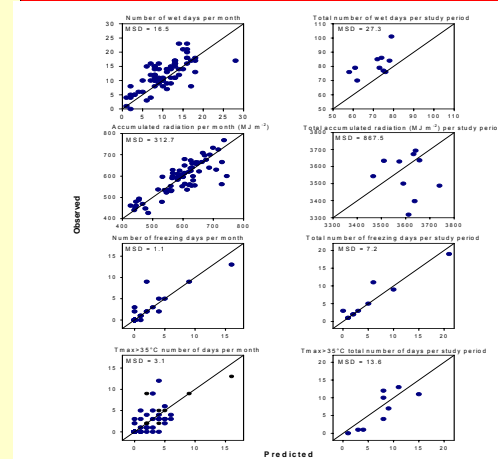 Number of wet days per month
MSD = 16.5
30
25
20
15
10
5
0
0 5 10 15 20 25 30
Total number of wet days per study period
MSD = 27.3
110
100
90
80
70
60
50
50 60 70 80 90 100 110
Accumulated radiation per month (MJ m⁻²)
MSD = 312.7
800
700
600
500
400
400 500 600 700 800
Total accumulated radiation (MJ m⁻²) per study period
MSD = 867.5
3800
3700
3600
3500
3400
3300
3300 3400 3500 3600 3700 3800
Observed
Number of freezing days per month
MSD = 1.1
15
10
5
0
0 5 10 15
Total number of freezing days per study period
MSD = 7.2
20
15
10
5
0
0 5 10 15 20
Tmax>35°C number of days per month
MSD = 3.1
15
10
5
0
0 5 10 15
Tmax>35°C total number of days per study period
MSD = 13.6
20
15
10
5
0
0 5 10 15 20
Predicted